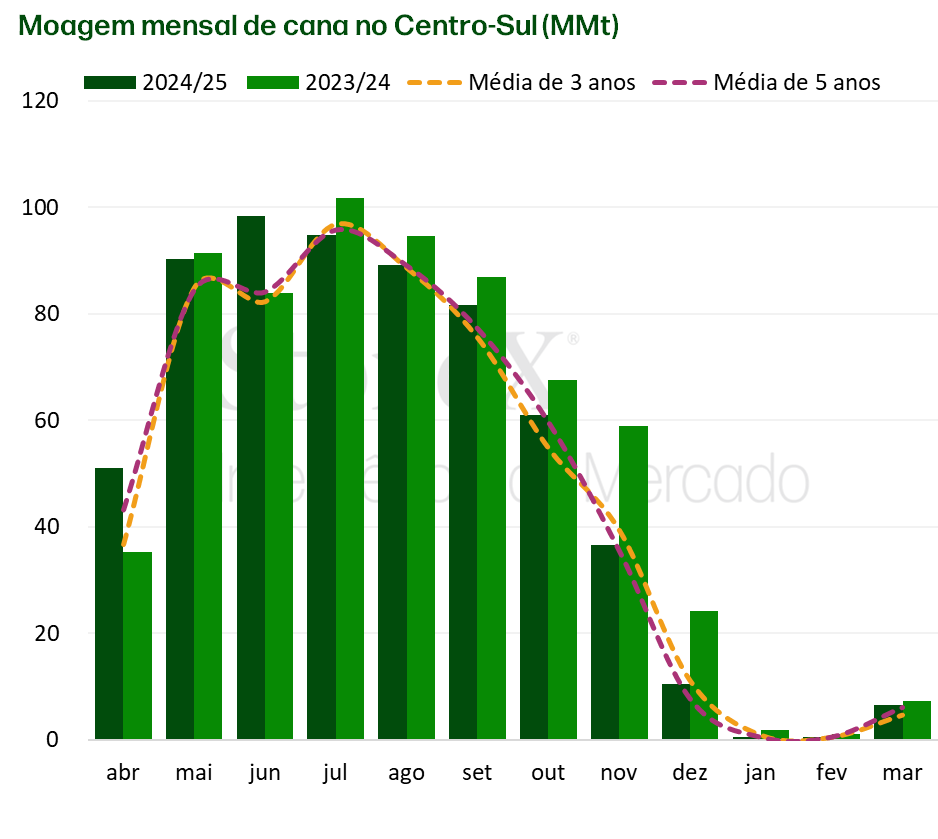 Moagem mensal de cana no Centro-Sul (MMt)
2024/25 2023/24 Média de 3 anos Média de 5 anos
120
100
80
60
40
20
0
abr mai jun jul ago set out nov dez jan fev mar
®
Mercado